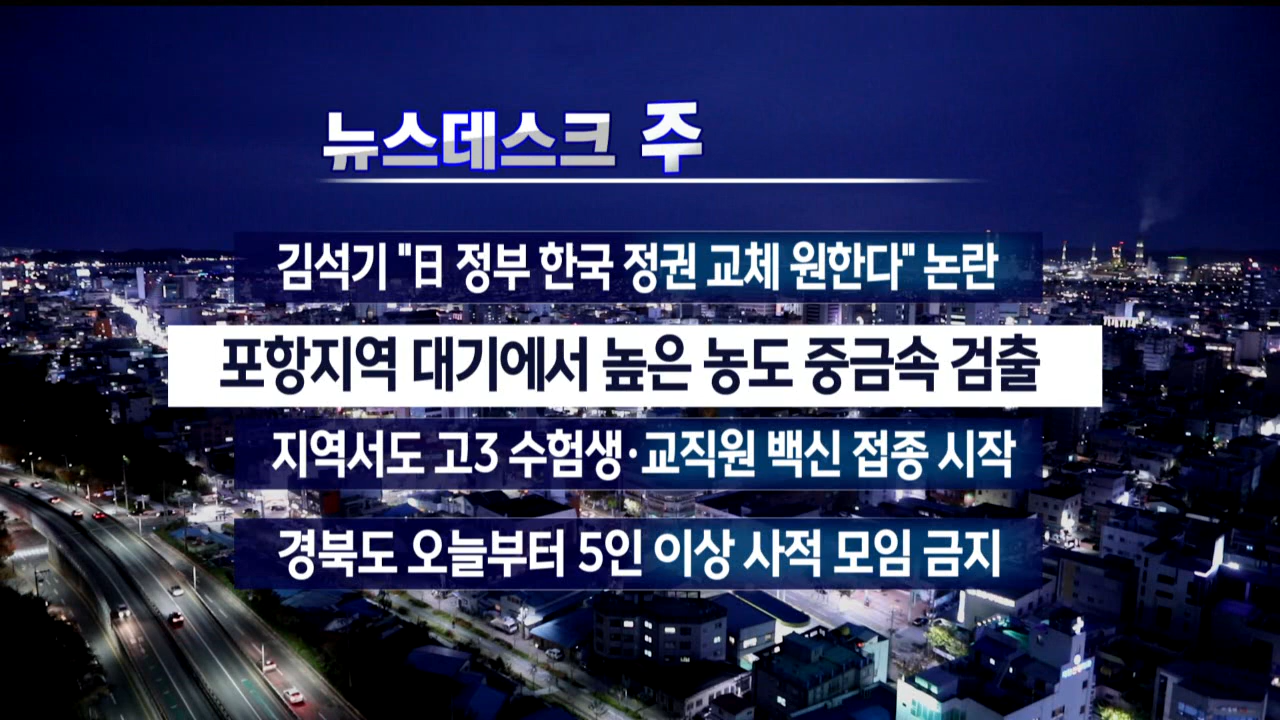 뉴스데스크 주
김석기 "日 정부 한국 정권 교체 원한다" 논란
포항지역 대기에서 높은 농도 중금속 검출
지역서도 고3 수험생·교직원 백신 접종 시작
경북도 오늘부터 5인 이상 사적 모임 금지